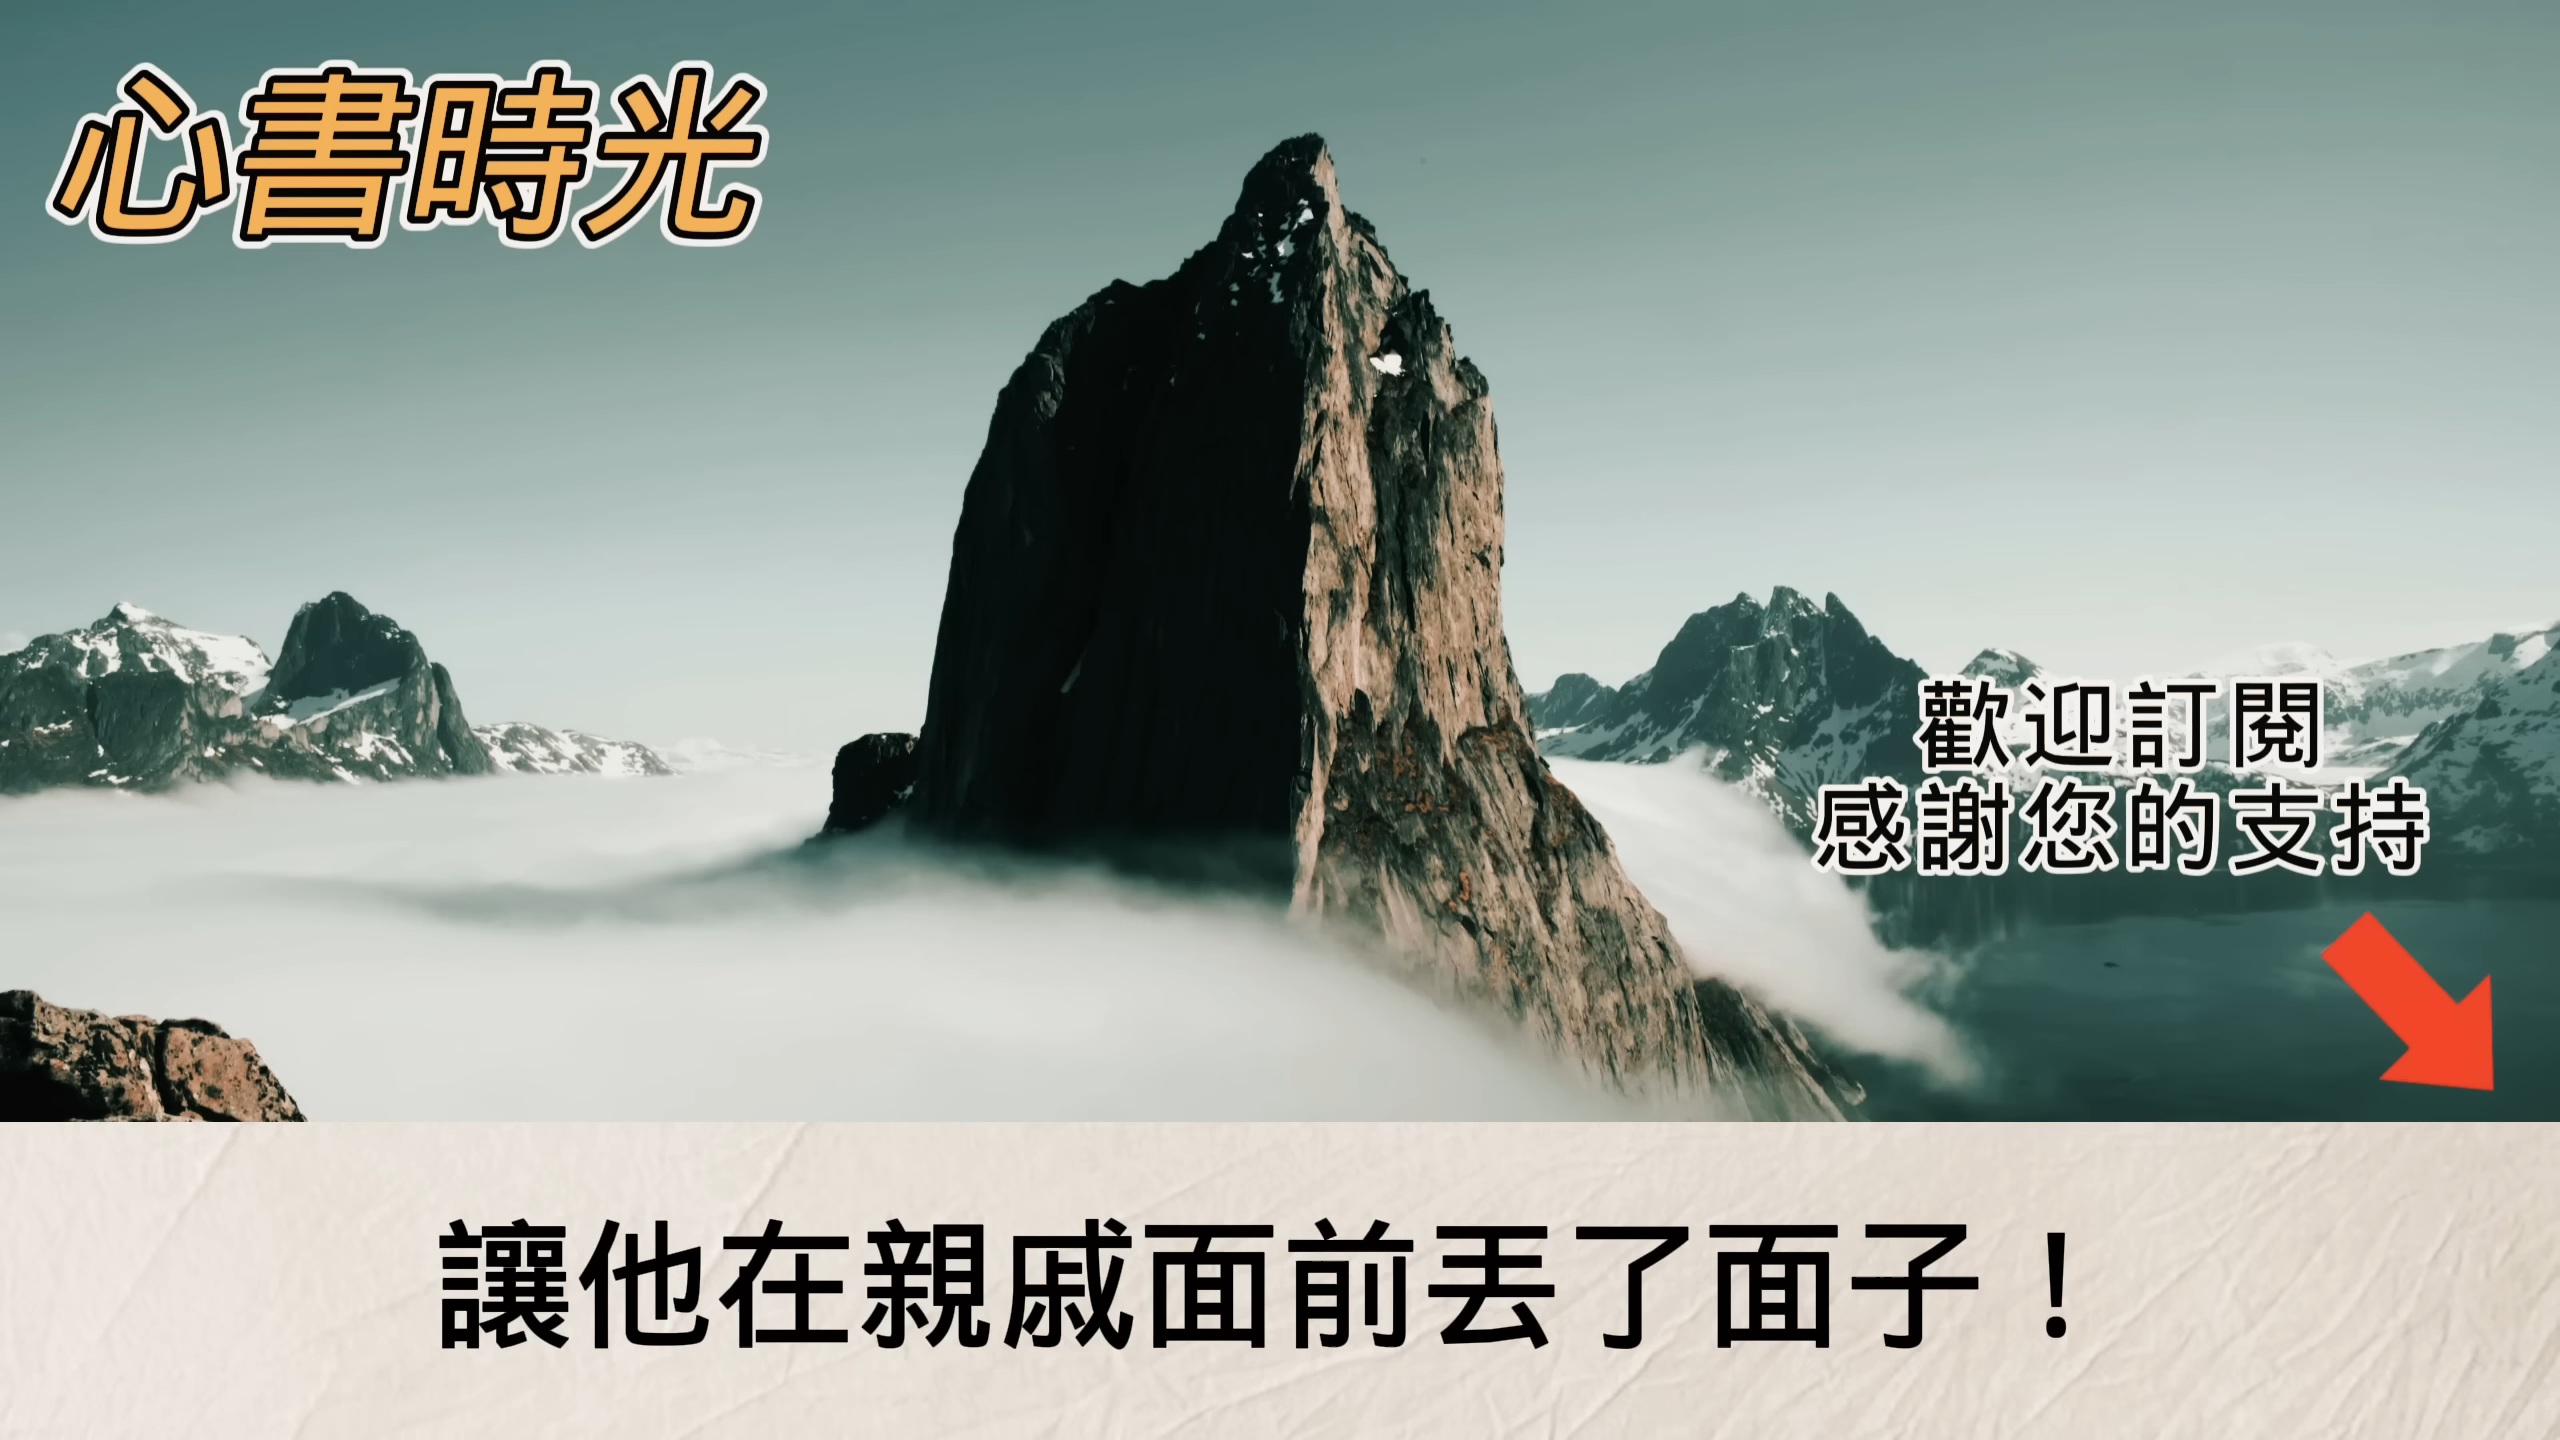 心書時光
歡迎訂閱
感謝您的支持
讓他在親戚面前丟了面子！